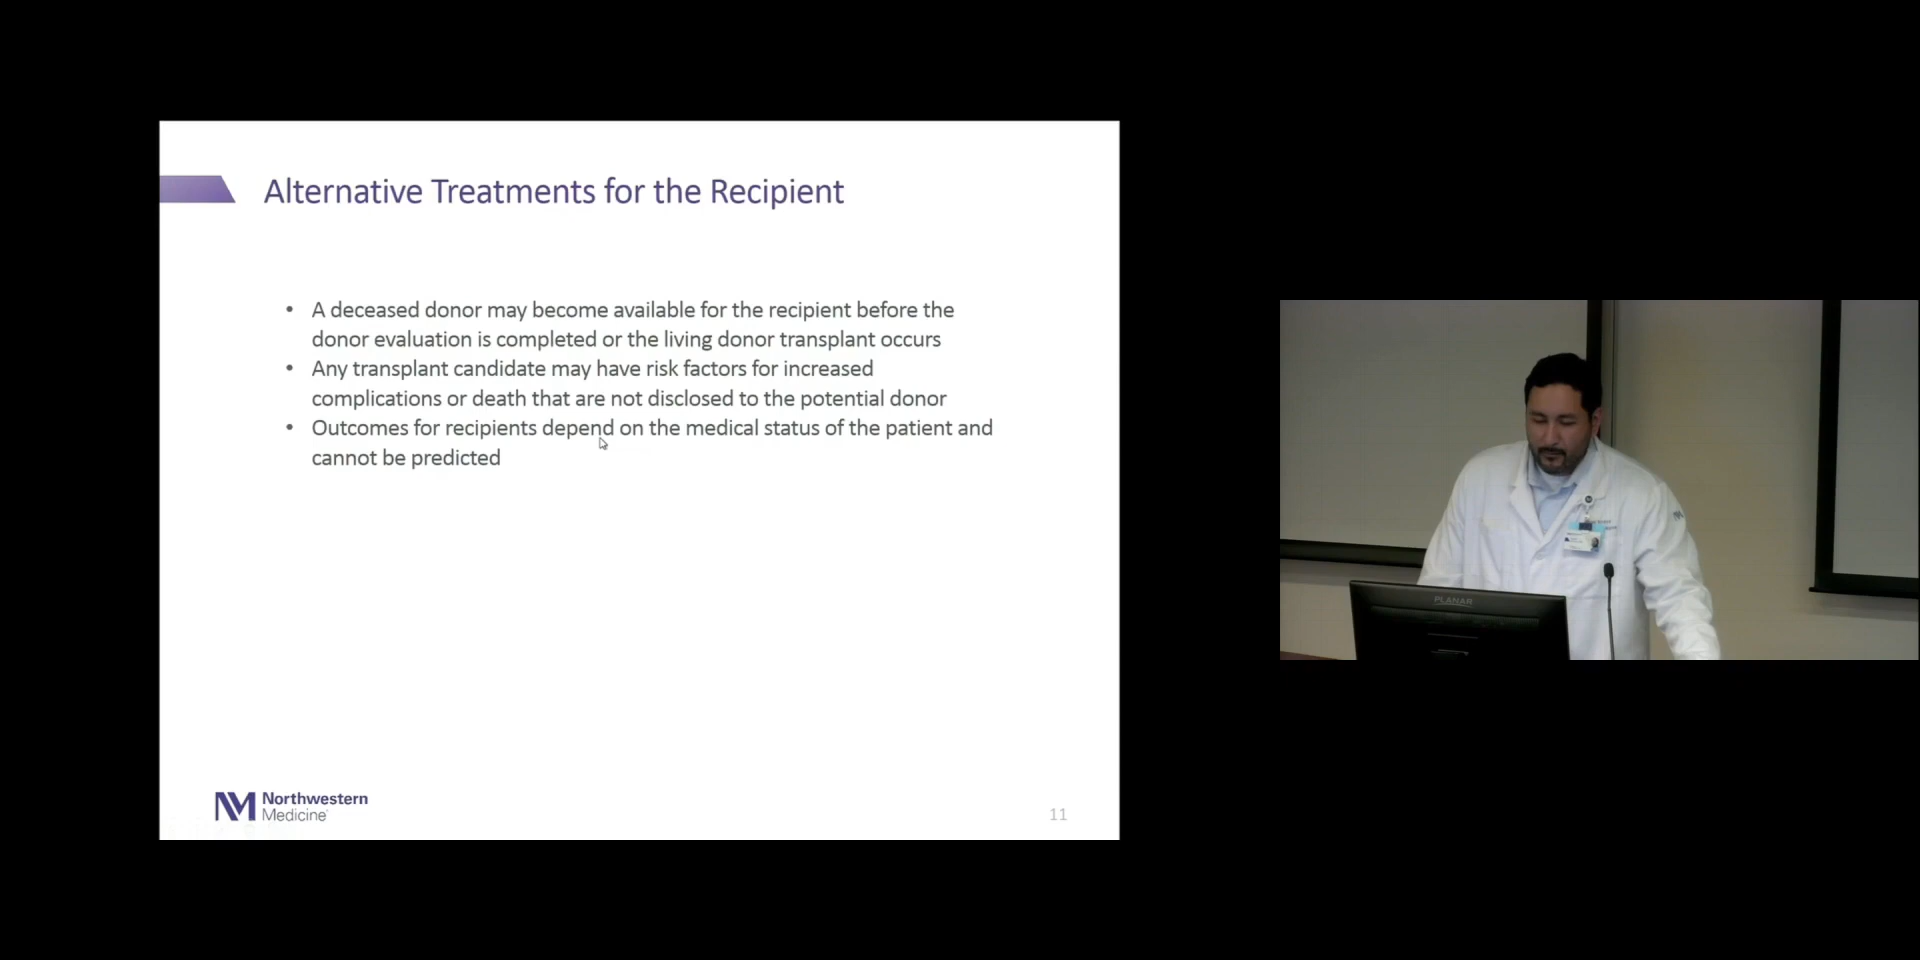 Alternative Treatments for the Recipient
• A deceased donor may become available for the recipient before the
donor evaluation is completed or the living donor transplant occurs
• Any transplant candidate may have risk factors for increased
complications or death that are not disclosed to the potential donor
• Outcomes for recipients depend on the medical status of the patient and
cannot be predicted
NM Northwestern
Medicine
11
PLANAR